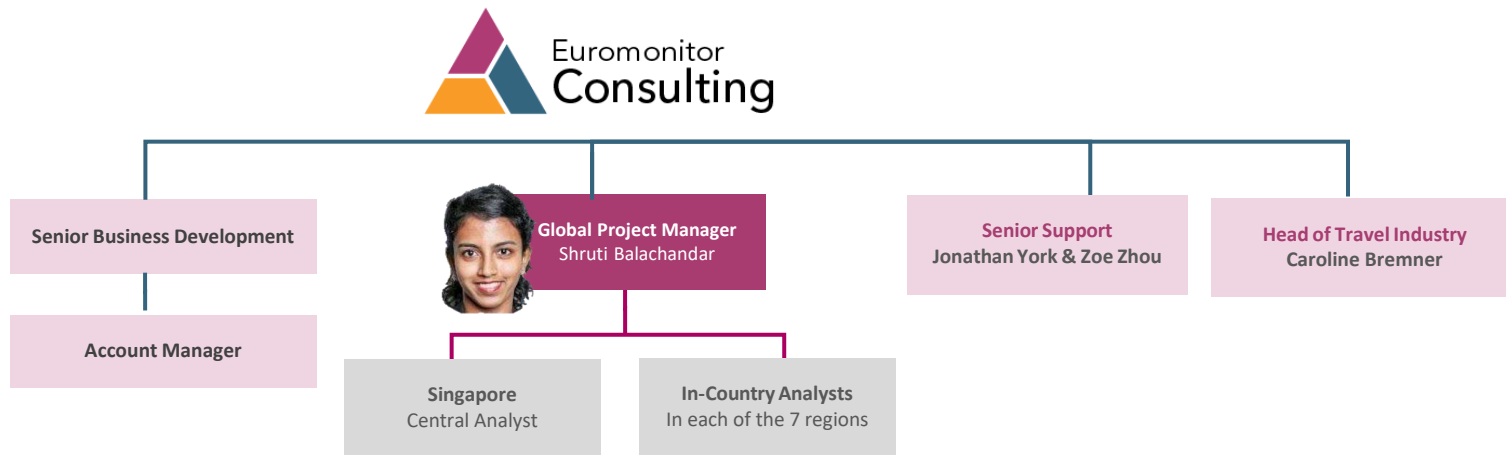 Euromonitor
Consulting
Senior Business Development
Global Project Manager
Shruti Balachandar
Senior Support
Jonathan York & Zoe Zhou
Head of Travel Industry
Caroline Bremner
Account Manager
Singapore
Central Analyst
In-Country Analysts
In each of the 7 regions